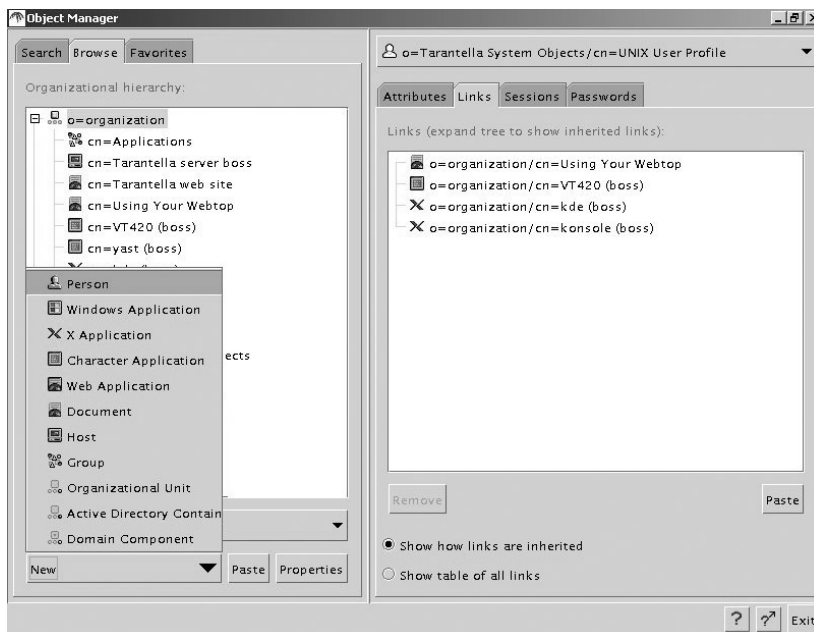 Object Manager
Search Browse Favorites
Organizational hierarchy:
o=organization
cn=Applications
cn=Tarantella server boss
cn=Tarantella web site
cn=Using Your Webtop
cn=VT420 (boss)
cn=yast (boss)
ects
Person
Windows Application
X Application
Character Application
Web Application
Document
Host
Group
Organizational Unit
Active Directory Contain
Domain Component
New Paste Properties
o=Tarantella System Objects/cn=UNIX User Profile
Attributes Links Sessions Passwords
Links (expand tree to show inherited links):
o=organization/cn=Using Your Webtop
o=organization/cn=VT420 (boss)
o=organization/cn=kde (boss)
o=organization/cn=konsole (boss)
Remove Paste
Show how links are inherited
Show table of all links
? ? Exit